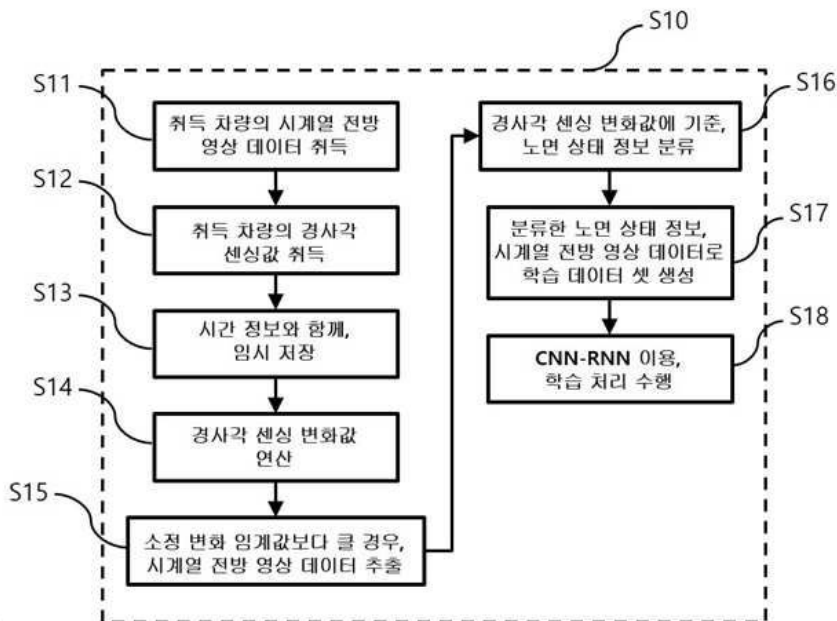 S10
S11
취득 차량의 시계열 전방
영상 데이터 취득
S12
취득 차량의 경사각
센싱값 취득
S13
시간 정보와 함께,
임시 저장
S14
경사각 센싱 변화값
연산
S15
소정 변화 임계값보다 클 경우,
시계열 전방 영상 데이터 추출
S16
경사각 센싱 변화값에 기준,
노면 상태 정보 분류
S17
분류한 노면 상태 정보,
시계열 전방 영상 데이터로
학습 데이터 셋 생성
S18
CNN-RNN 이용,
학습 처리 수행